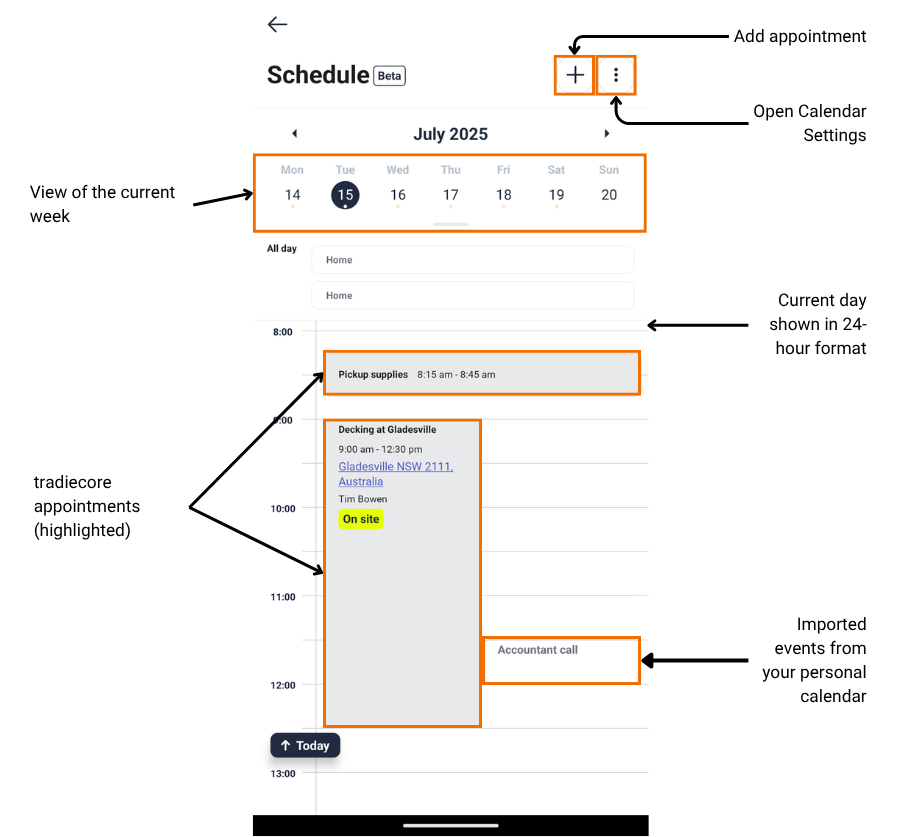 Add appointment
Schedule Beta
Open Calendar
Settings
July 2025
Mon Tue Wed Thu Fri Sat Sun
14 15 16 17 18 19 20
View of the current
week
All day
Home
Home
Current day
shown in 24-
hour format
8:00
Pickup supplies 8:15 am - 8:45 am
9:00
Decking at Gladesville
9:00 am - 12:30 pm
Gladesville NSW 2111,
Australia
Tim Bowen
On site
tradiecore
appointments
(highlighted)
10:00
11:00
Accountant call
Imported
events from
your personal
calendar
12:00
Today
13:00